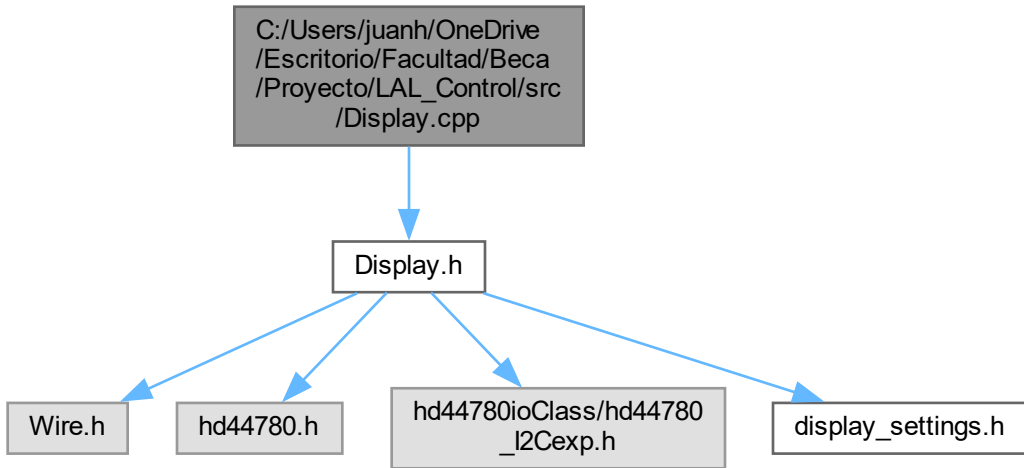 C:/Users/juanh/OneDrive
/Escritorio/Facultad/Beca
/Proyecto/LAL_Control/src
/Display.cpp
Display.h
Wire.h
hd44780.h
hd44780ioClass/hd44780
_I2Cexp.h
display_settings.h